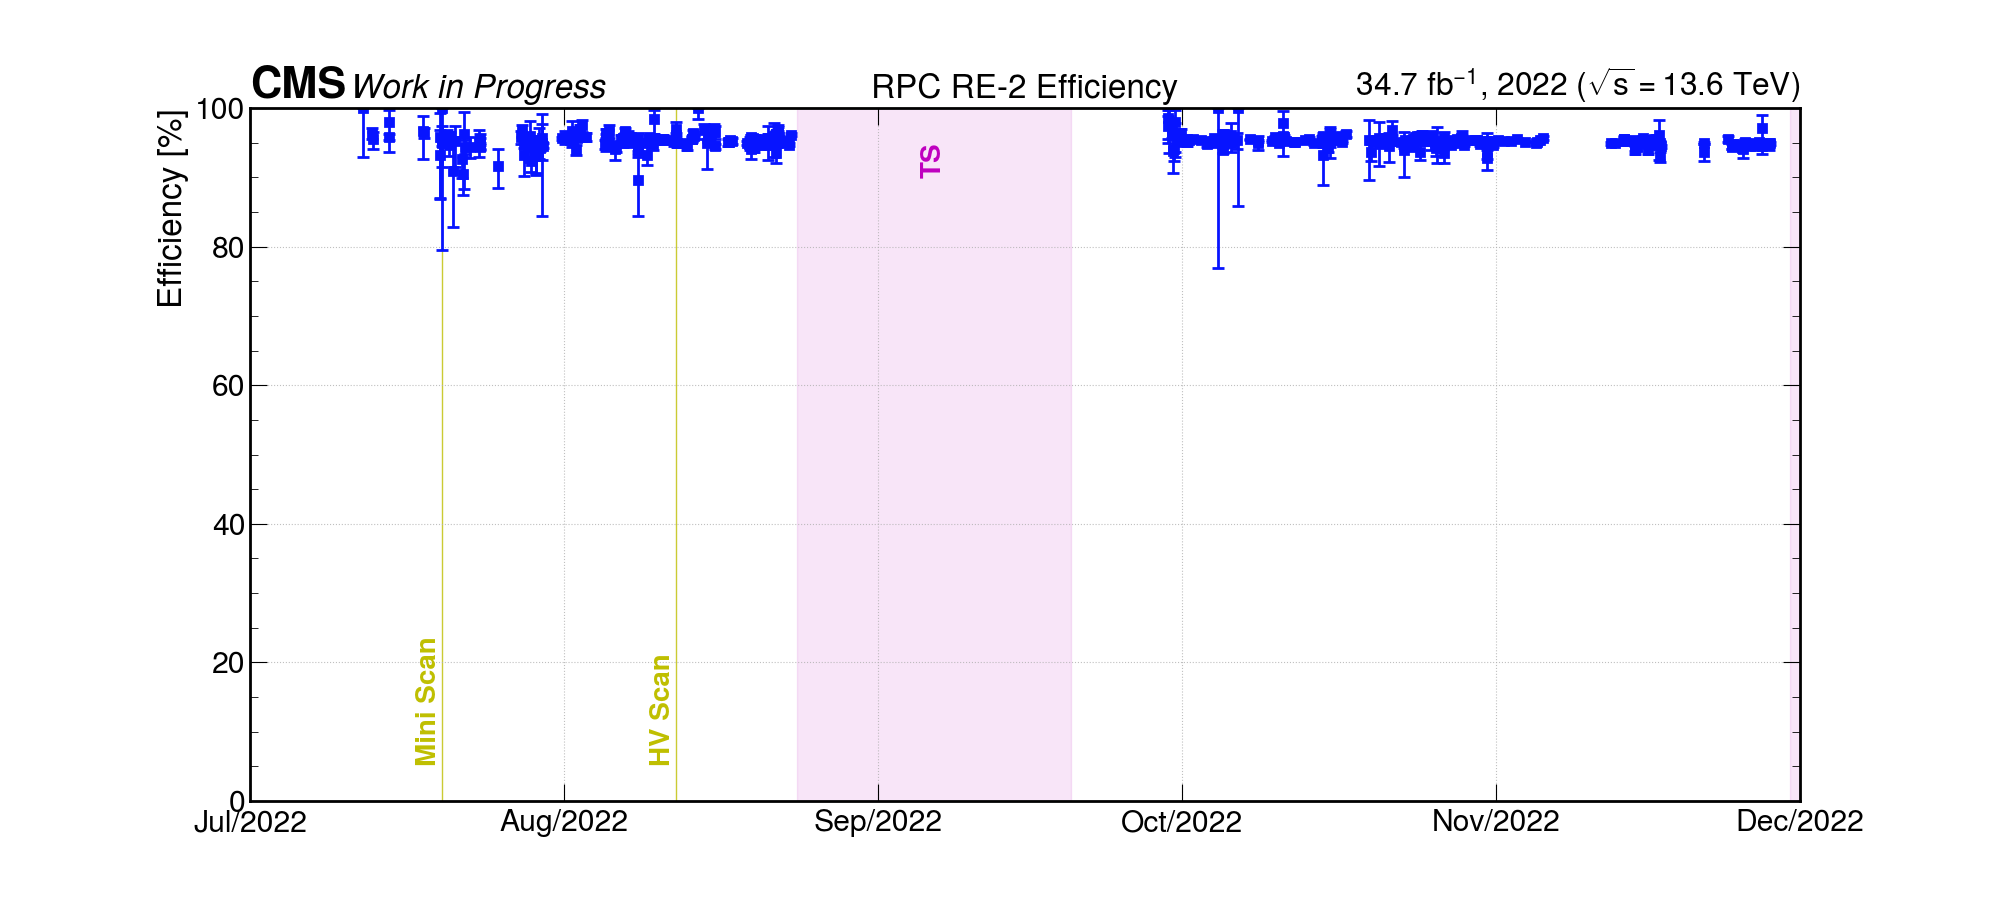 CMS Work in Progress RPC RE-2 Efficiency 34.7 fb⁻¹, 2022 (√s = 13.6 TeV)
Efficiency [%]
100
80
60
40
20
0
TS
Mini Scan
HV Scan
Jul/2022 Aug/2022 Sep/2022 Oct/2022 Nov/2022 Dec/2022